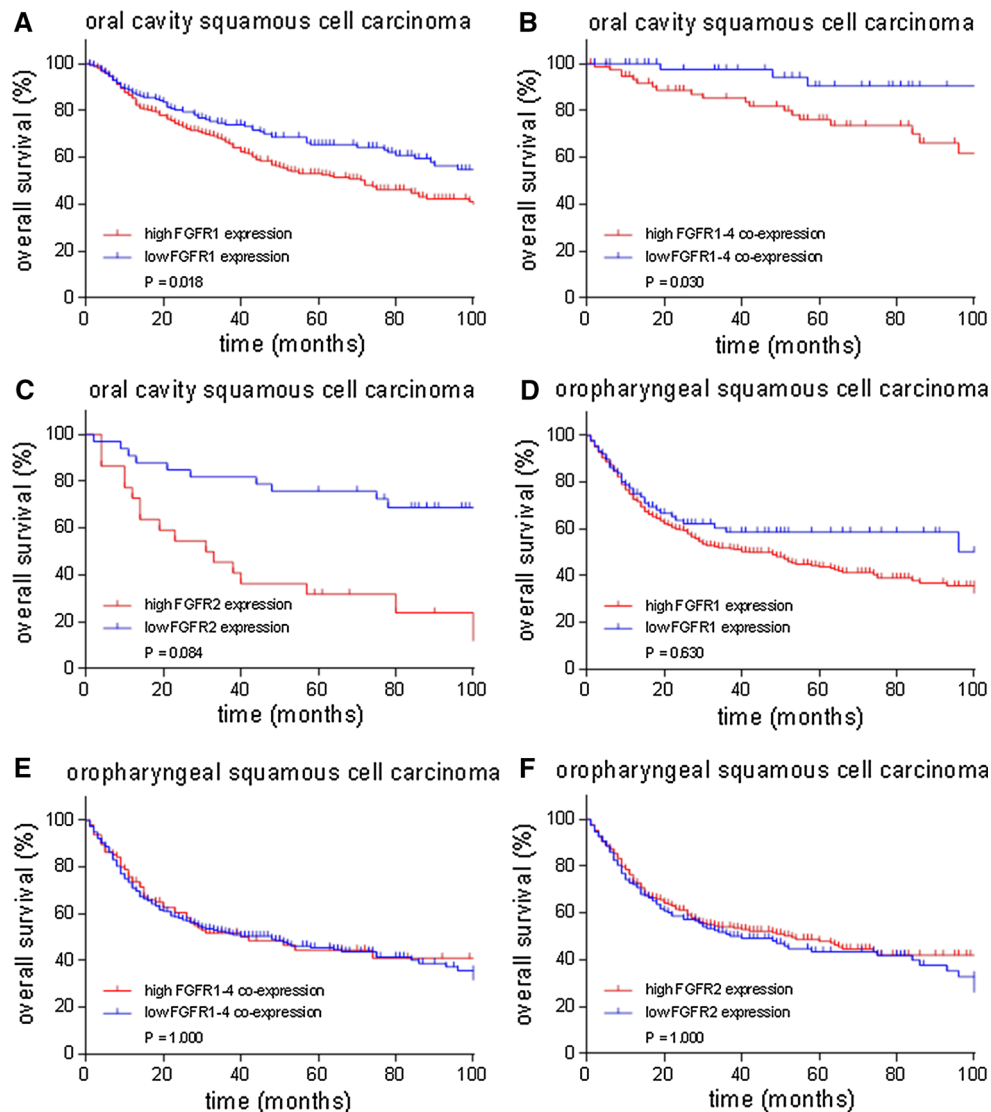 A oral cavity squamous cell carcinoma
overall survival (%)
100
80
60
40
20
0
high FGFR1 expression
low FGFR1 expression
P = 0.018
0 20 40 60 80 100
time (months)
B oral cavity squamous cell carcinoma
overall survival (%)
100
80
60
40
20
0
high FGFR1-4 co-expression
low FGFR1-4 co-expression
P = 0.030
0 20 40 60 80 100
time (months)
C oral cavity squamous cell carcinoma
overall survival (%)
100
80
60
40
20
0
high FGFR2 expression
low FGFR2 expression
P = 0.084
0 20 40 60 80 100
time (months)
D oropharyngeal squamous cell carcinoma
overall survival (%)
100
80
60
40
20
0
high FGFR1 expression
low FGFR1 expression
P = 0.630
0 20 40 60 80 100
time (months)
E oropharyngeal squamous cell carcinoma
overall survival (%)
100
80
60
40
20
0
high FGFR1-4 co-expression
low FGFR1-4 co-expression
P = 1.000
0 20 40 60 80 100
time (months)
F oropharyngeal squamous cell carcinoma
overall survival (%)
100
80
60
40
20
0
high FGFR2 expression
low FGFR2 expression
P = 1.000
0 20 40 60 80 100
time (months)